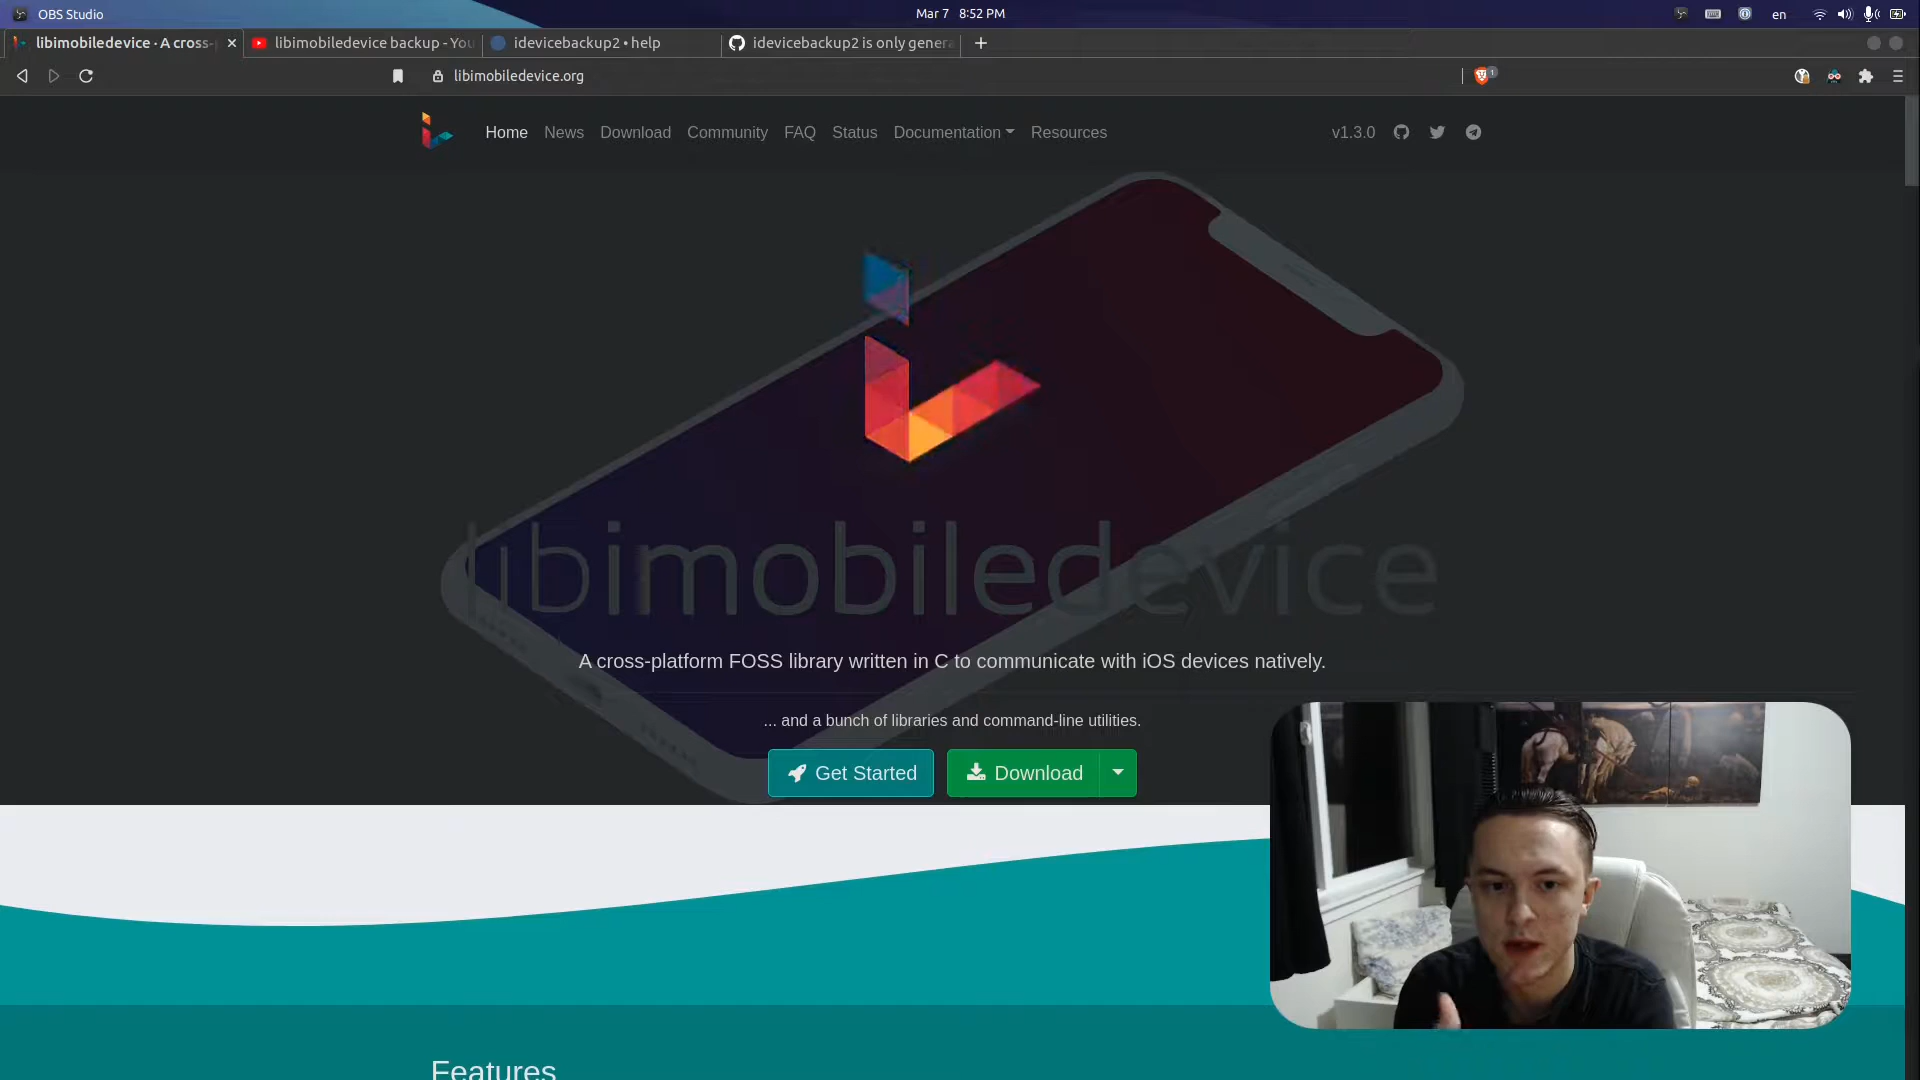 OBS Studio
Mar 7 8:52 PM
en
libimobiledevice · A cross-
libimobiledevice backup - You
idevicebackup2 • help
idevicebackup2 is only genera
libimobiledevice.org
1
Home News Download Community FAQ Status Documentation Resources
v1.3.0
libimobiledevice
A cross-platform FOSS library written in C to communicate with iOS devices natively.
... and a bunch of libraries and command-line utilities.
Get Started
Download
Features